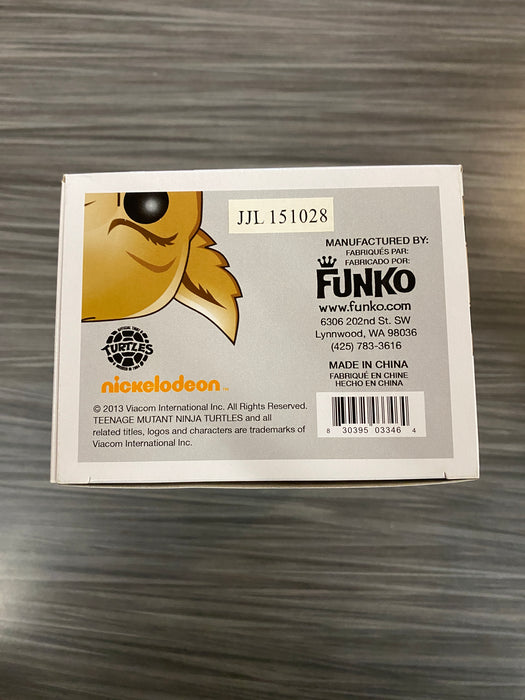 JJL 151028
MANUFACTURED BY:
FABRIQUÉS PAR:
FABRICADO POR:
FUNKO
www.funko.com
6306 202nd St. SW
Lynnwood, WA 98036
(425) 783-3616
MADE IN CHINA
FABRIQUÉ EN CHINE
HECHO EN CHINA
8 30395 03346 4
TURTLES
nickelodeon™
© 2013 Viacom International Inc. All Rights Reserved.
TEENAGE MUTANT NINJA TURTLES and all
related titles, logos and characters are trademarks of
Viacom International Inc.